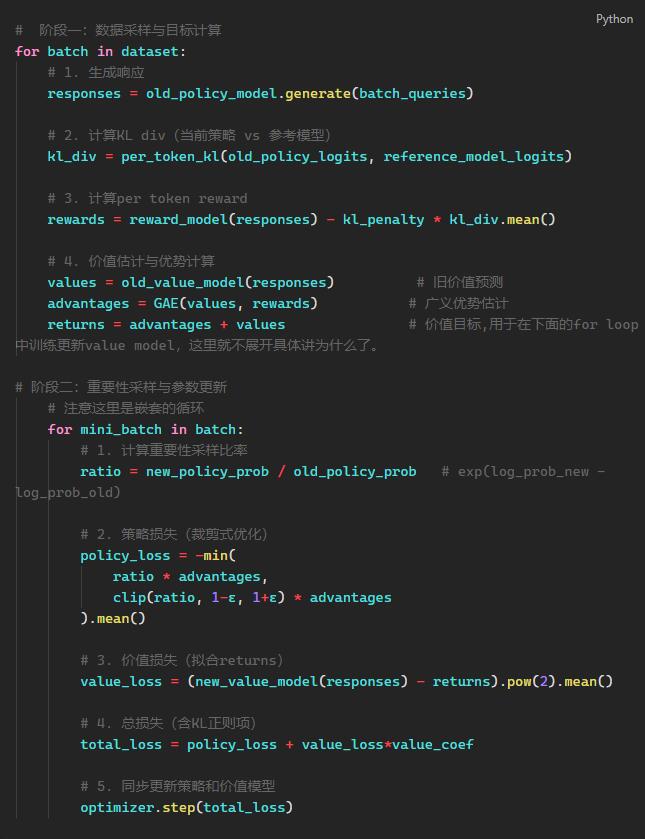 Python
#  阶段一：数据采样与目标计算
for batch in dataset:
    # 1. 生成响应
    responses = old_policy_model.generate(batch_queries)

    # 2. 计算KL div（当前策略 vs 参考模型）
    kl_div = per_token_kl(old_policy_logits, reference_model_logits)

    # 3. 计算per token reward
    rewards = reward_model(responses) - kl_penalty * kl_div.mean()

    # 4. 价值估计与优势计算
    values = old_value_model(responses)          # 旧价值预测
    advantages = GAE(values, rewards)           # 广义优势估计
    returns = advantages + values               # 价值目标,用于在下面的for loop
中训练更新value model，这里就不展开具体讲为什么了。

# 阶段二：重要性采样与参数更新
    # 注意这里是嵌套的循环
    for mini_batch in batch:
        # 1. 计算重要性采样比率
        ratio = new_policy_prob / old_policy_prob   # exp(log_prob_new -
log_prob_old)

        # 2. 策略损失（裁剪式优化）
        policy_loss = -min(
            ratio * advantages,
            clip(ratio, 1-ε, 1+ε) * advantages
        ).mean()

        # 3. 价值损失（拟合returns）
        value_loss = (new_value_model(responses) - returns).pow(2).mean()

        # 4. 总损失（含KL正则项）
        total_loss = policy_loss + value_loss*value_coef

        # 5. 同步更新策略和价值模型
        optimizer.step(total_loss)